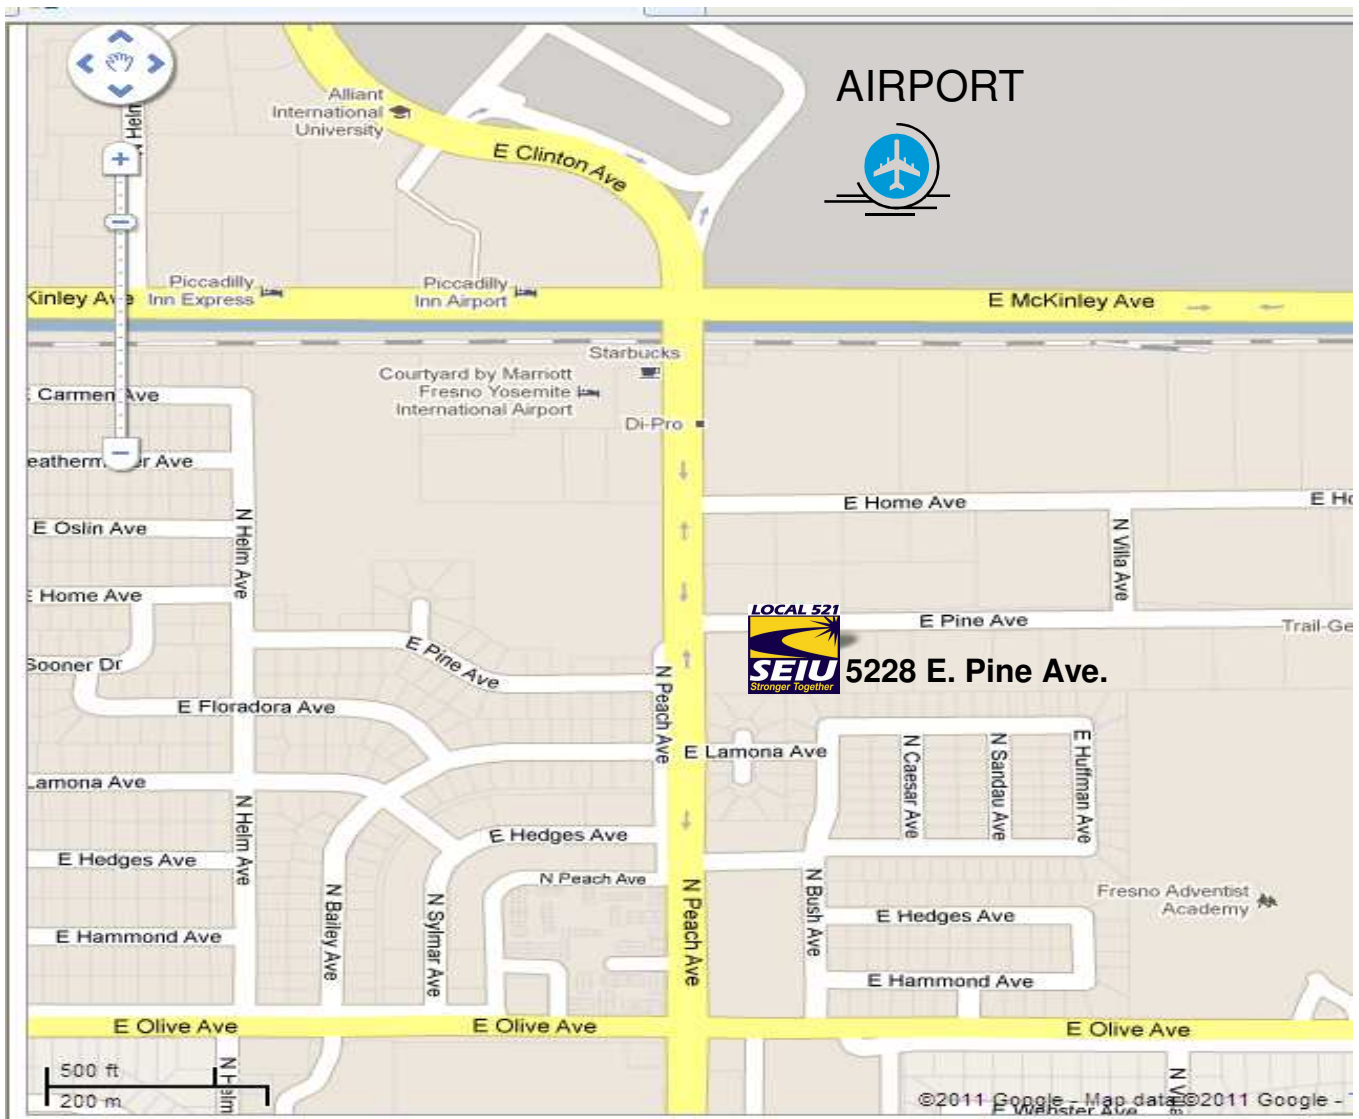 AIRPORT
N Helm
Alliant
International
University
E Clinton Ave
Piccadilly
Inn Express
Piccadilly
Inn Airport
Kinley Ave
E McKinley Ave
Starbucks
Courtyard by Marriott
Fresno Yosemite
International Airport
Di-Pro
E Carmen Ave
E Home Ave
E Ho
E Oslin Ave
N Helm Ave
N Villa Ave
E Home Ave
LOCAL 521
SEIU
Stronger Together
5228 E. Pine Ave.
E Pine Ave
Trail-Ge
E Pine Ave
Sooner Dr
N Peach Ave
E Floradora Ave
E Lamona Ave
N Caesar Ave
N Sandau Ave
E Huffman Ave
Lamona Ave
N Helm Ave
E Hedges Ave
E Hedges Ave
N Peach Ave
N Peach Ave
N Bush Ave
Fresno Adventist
Academy
N Bailey Ave
N Sylmar Ave
E Hedges Ave
E Hammond Ave
E Hammond Ave
E Olive Ave
E Olive Ave
E Olive Ave
500 ft
200 m
N Helm
©2011 Google - Map data ©2011 Google -
E Webster Ave